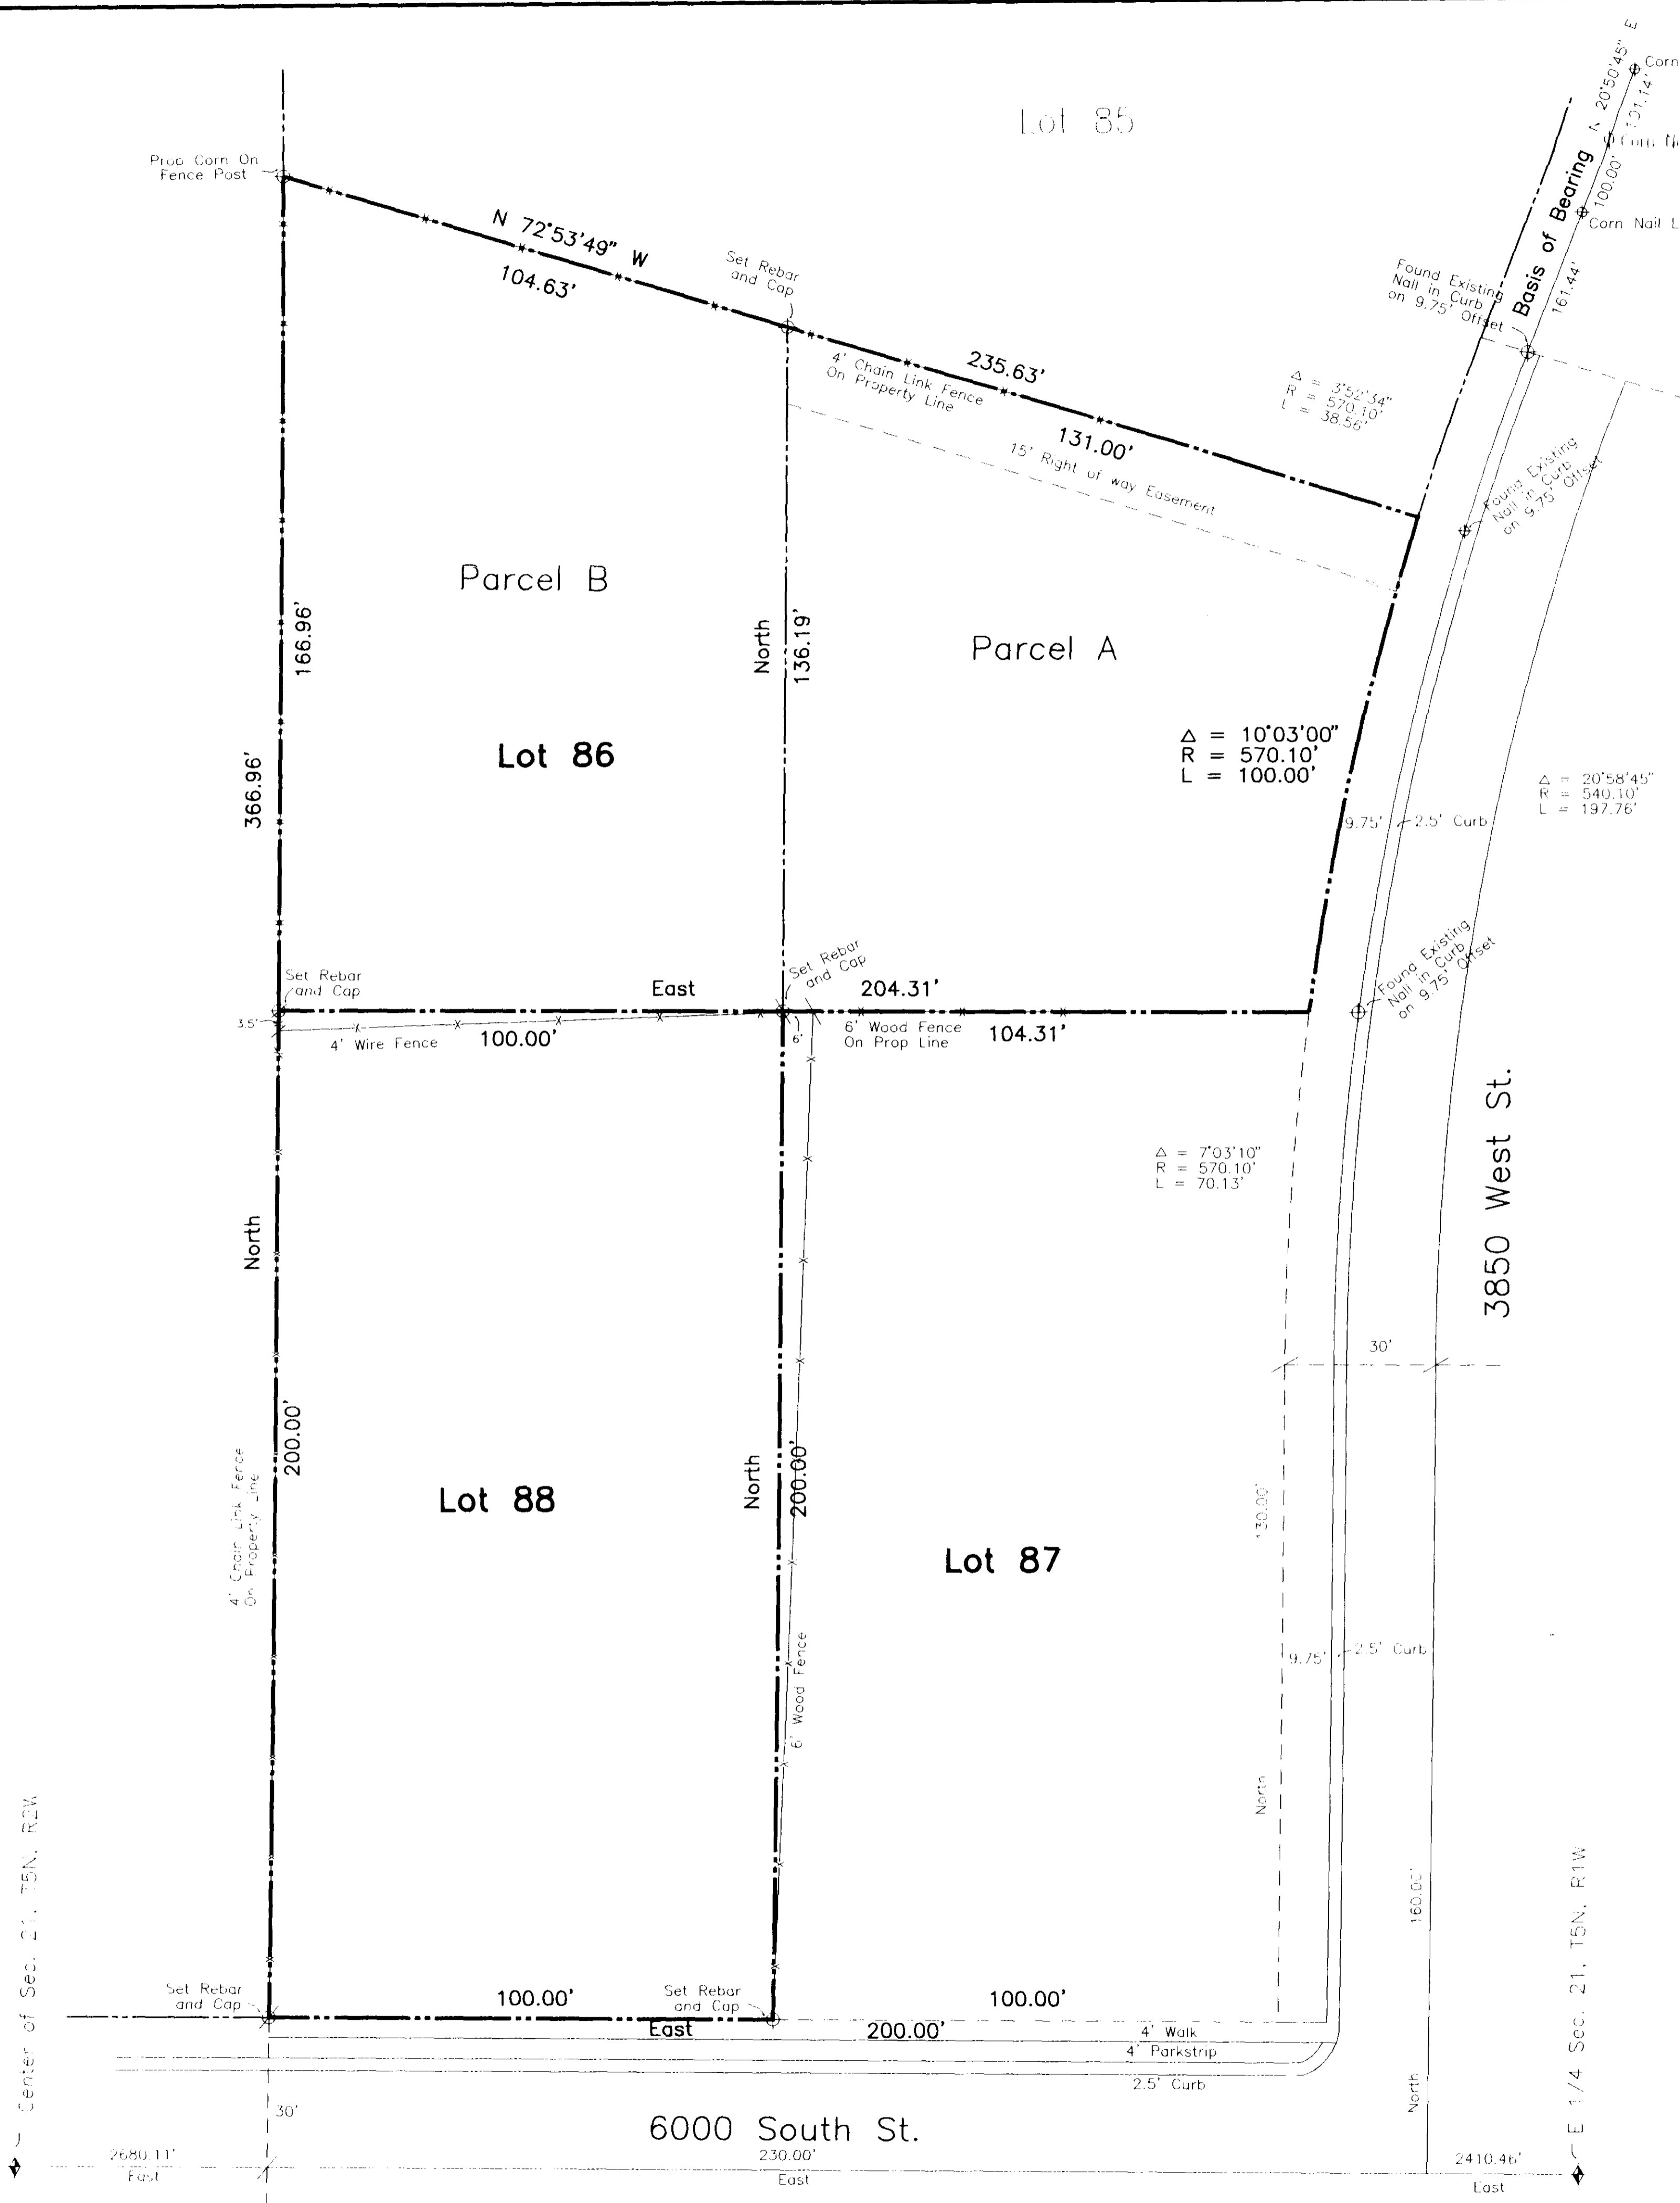 Lot 85
N 20°50'45" E
Corn
101.14'
100.00'
Corn Nail L
Basis of Bearing
161.44'
Prop Corn On
Fence Post
N 72°53'49" W
104.63'
Set Rebar
and Cap
Found Existing
Nail in Curb
on 9.75' Offset
235.63'
4' Chain Link Fence
On Property Line
131.00'
15' Right of way Easement
Δ = 3°52'34"
R = 570.10'
L = 38.56'
Found Existing
Nail in Curb
on 9.75' Offset
Parcel B
Parcel A
166.96'
North
136.19'
366.96'
Lot 86
Δ = 10°03'00"
R = 570.10'
L = 100.00'
Δ = 20°58'45"
R = 540.10'
L = 197.76'
9.75'
2.5' Curb
Set Rebar
and Cap
East
Set Rebar
and Cap
204.31'
Found Existing
Nail in Curb
on 9.75' Offset
3.5'
4' Wire Fence
100.00'
6'
6' Wood Fence
On Prop Line
104.31'
Δ = 7°03'10"
R = 570.10'
L = 70.13'
3850 West St.
North
30'
200.00'
4' Chain Link Fence
On Property Line
Lot 88
North
200.00'
Lot 87
130.00'
6' Wood Fence
9.75'
2.5' Curb
North
160.00'
North
Center of Sec. 21, T5N, R2W
E 1/4 Sec. 21, T5N, R1W
Set Rebar
and Cap
100.00'
Set Rebar
and Cap
100.00'
East
200.00'
4' Walk
4' Parkstrip
2.5' Curb
30'
6000 South St.
2680.11'
East
230.00'
East
2410.46'
East